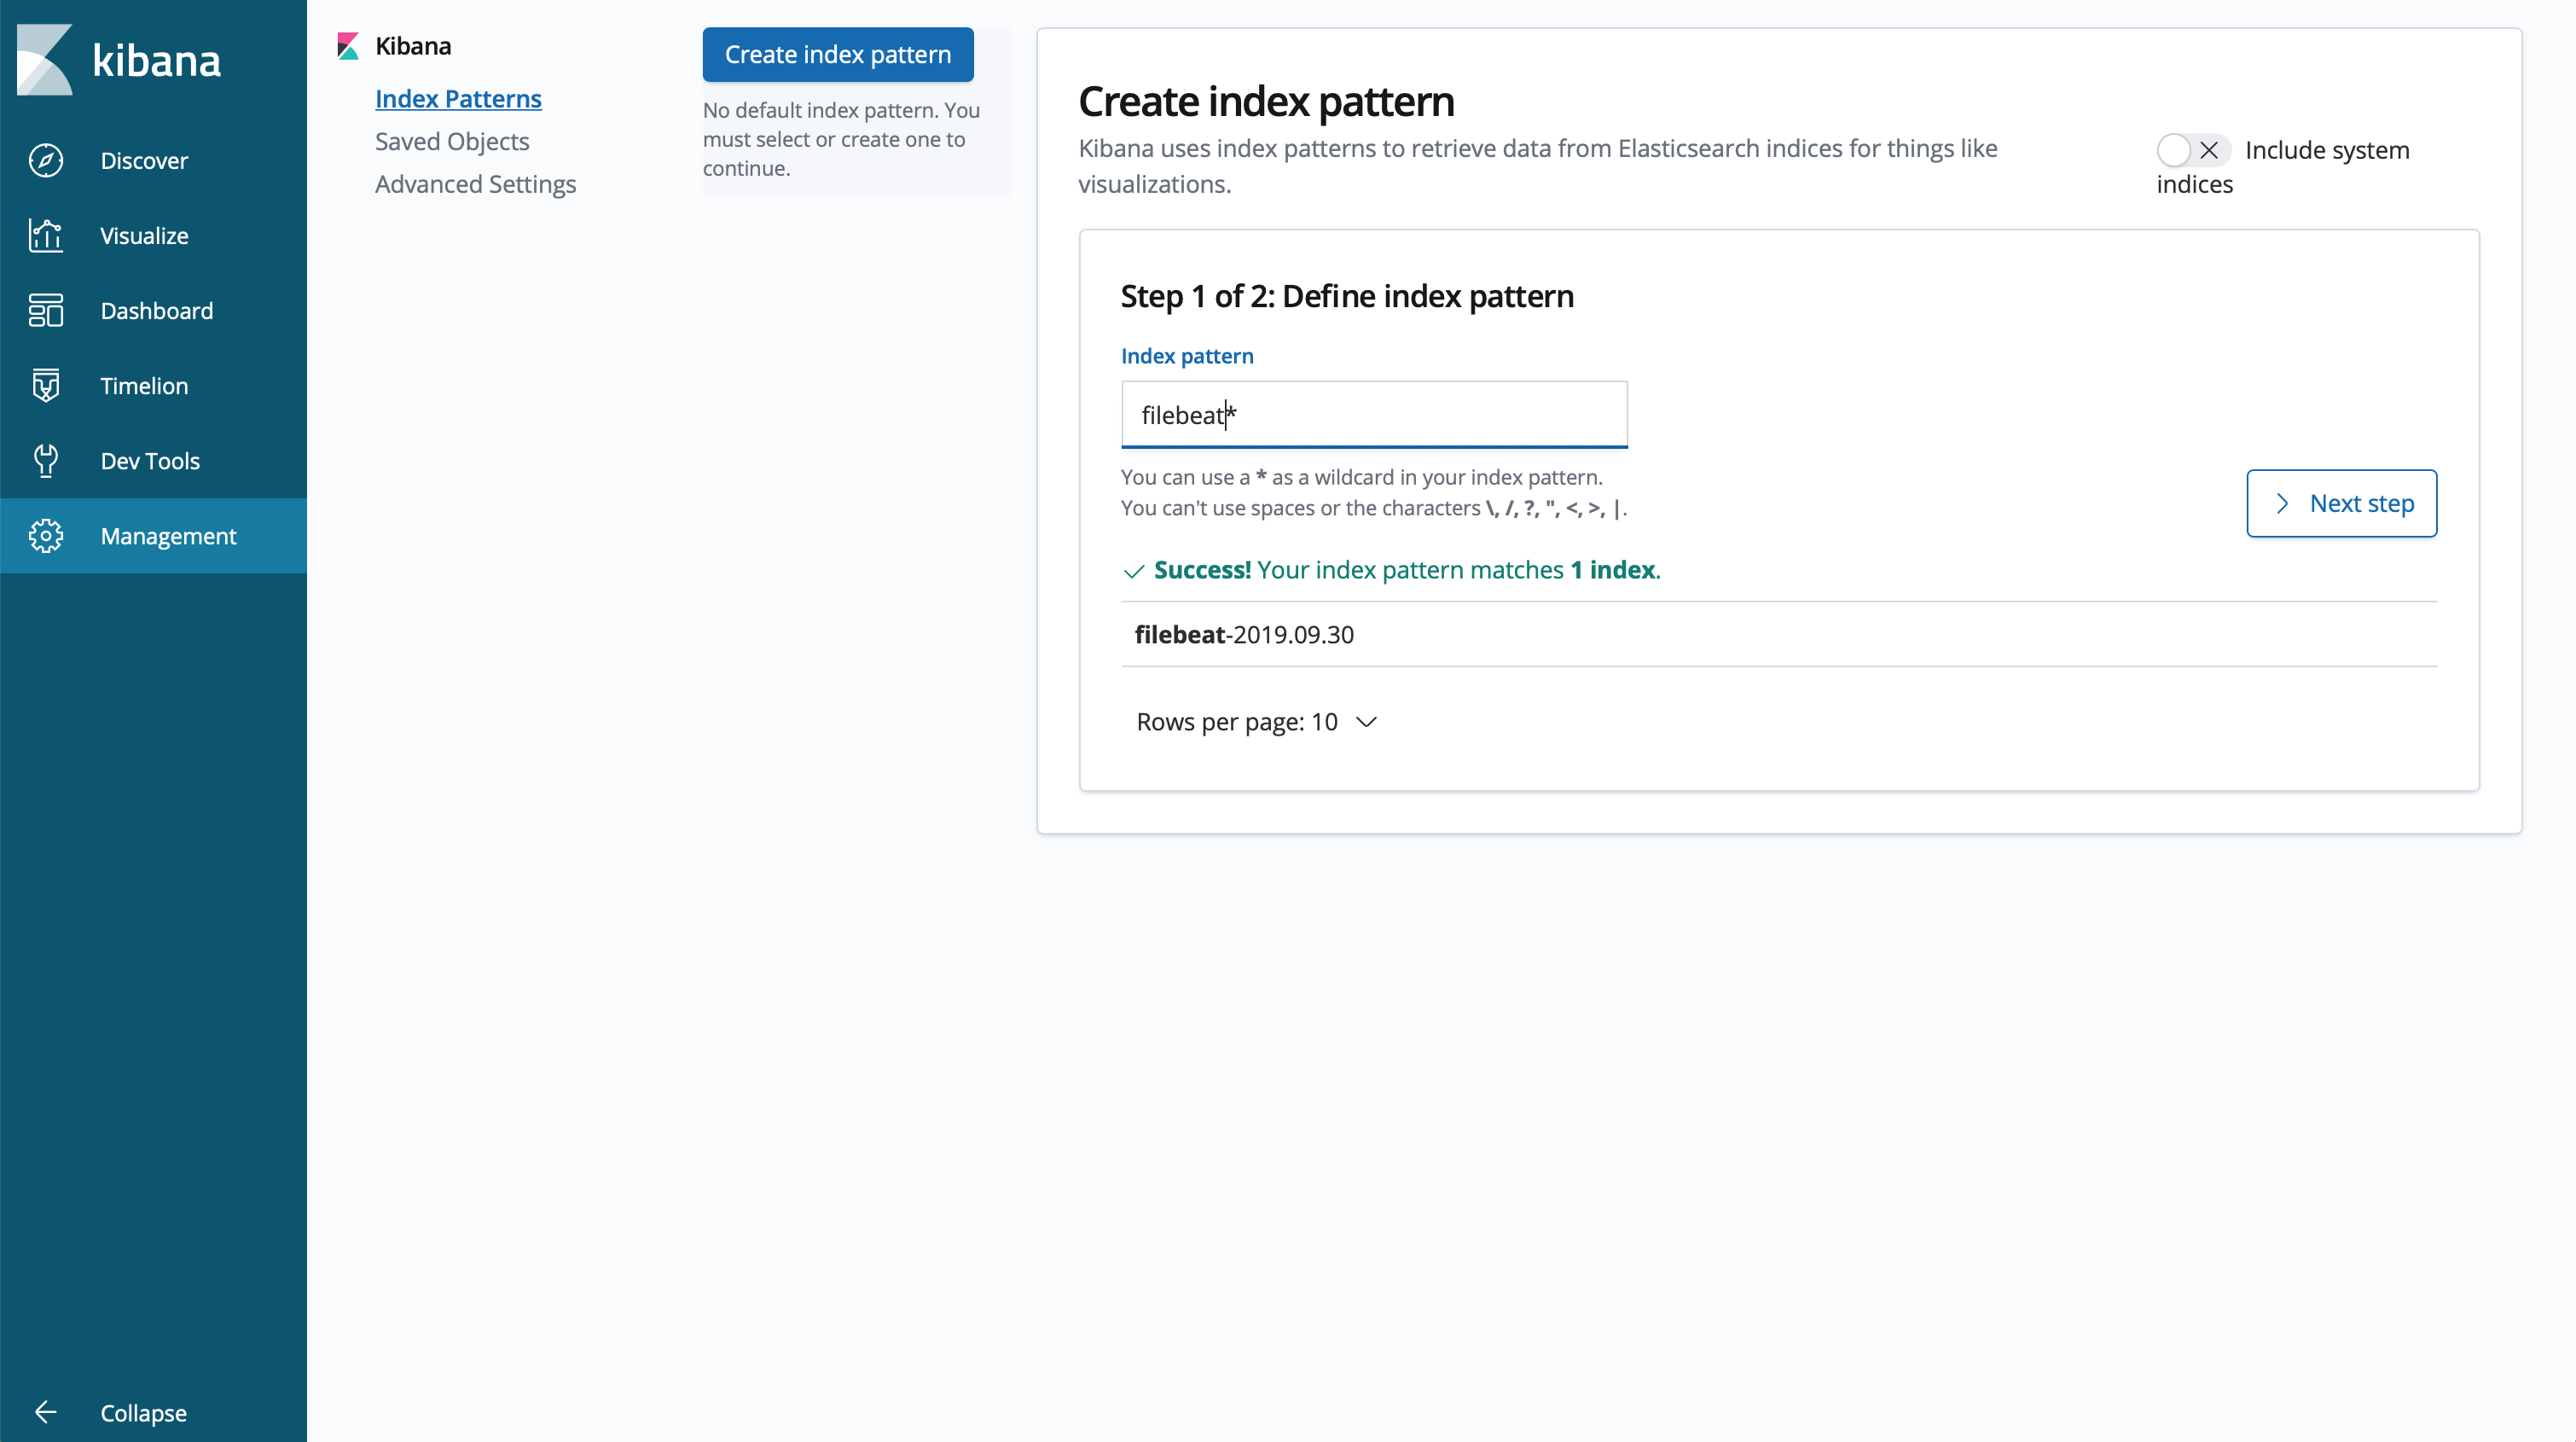 kibana
Discover
Visualize
Dashboard
Timelion
Dev Tools
Management
Collapse
Kibana
Index Patterns
Saved Objects
Advanced Settings
Create index pattern
No default index pattern. You
must select or create one to
continue.
Create index pattern
Kibana uses index patterns to retrieve data from Elasticsearch indices for things like
visualizations.
Include system
indices
Step 1 of 2: Define index pattern
Index pattern
filebeat*
You can use a * as a wildcard in your index pattern.
You can't use spaces or the characters \, /, ?, ", <, >, |.
Next step
Success! Your index pattern matches 1 index.
filebeat-2019.09.30
Rows per page: 10